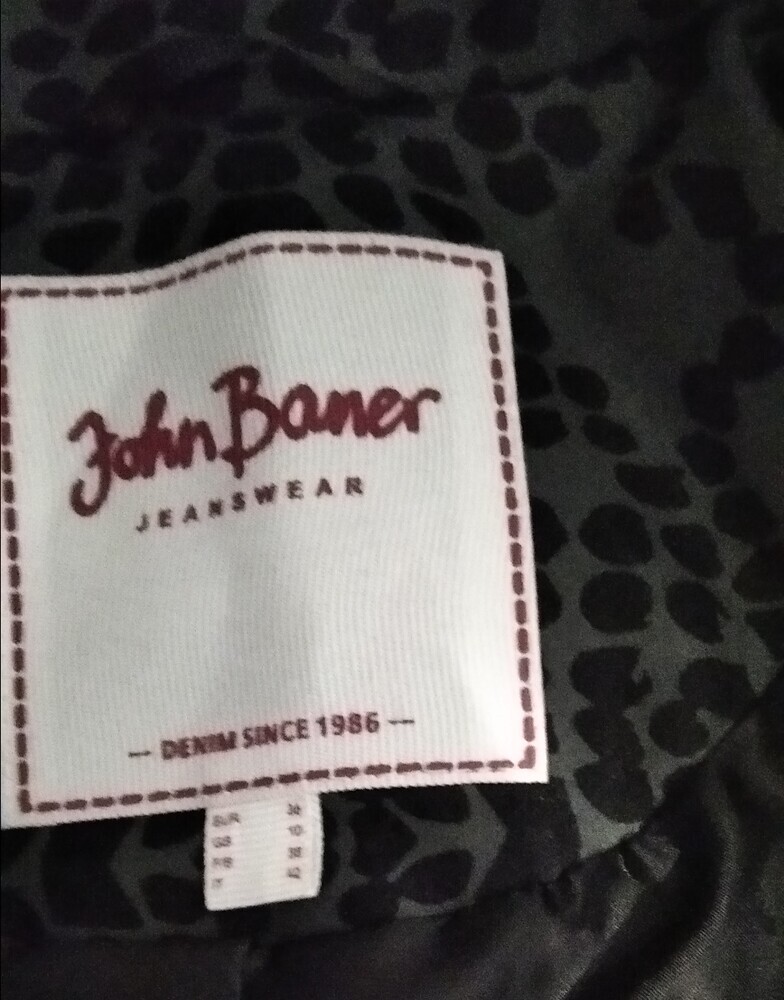 John Baner
JEANSWEAR
— DENIM SINCE 1986 —
EUR 36
GB 10
F/B 38
IT 42